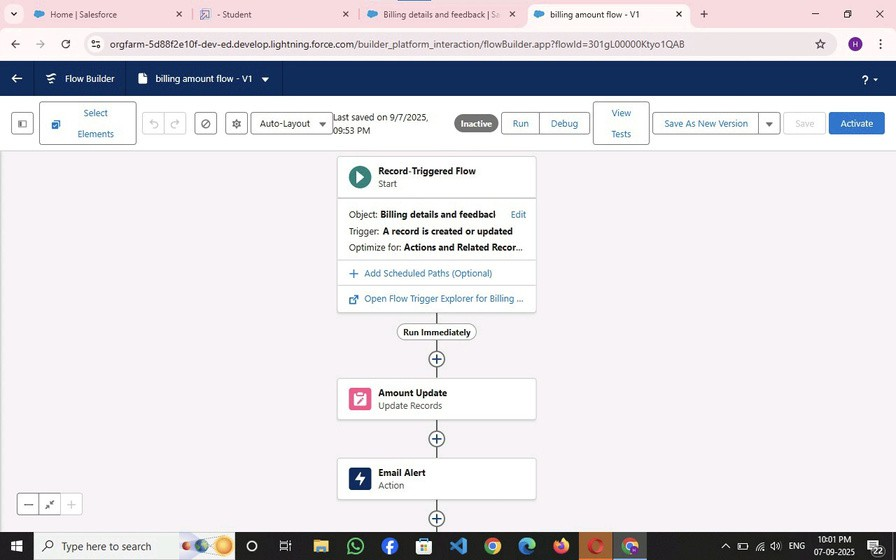 Home | Salesforce
- Student
Billing details and feedback | Sa
billing amount flow - V1
orgfarm-5d88f2e10f-dev-ed.develop.lightning.force.com/builder_platform_interaction/flowBuilder.app?flowId=301gL00000Ktyo1QAB
H
Flow Builder
billing amount flow - V1
?
Select Elements
Auto-Layout
Last saved on 9/7/2025, 09:53 PM
Inactive
Run
Debug
View Tests
Save As New Version
Save
Activate
Record-Triggered Flow
Start
Object: Billing details and feedback
Edit
Trigger: A record is created or updated
Optimize for: Actions and Related Recor...
Add Scheduled Paths (Optional)
Open Flow Trigger Explorer for Billing ...
Run Immediately
Amount Update
Update Records
Email Alert
Action
Type here to search
ENG
10:01 PM
07-09-2025
22